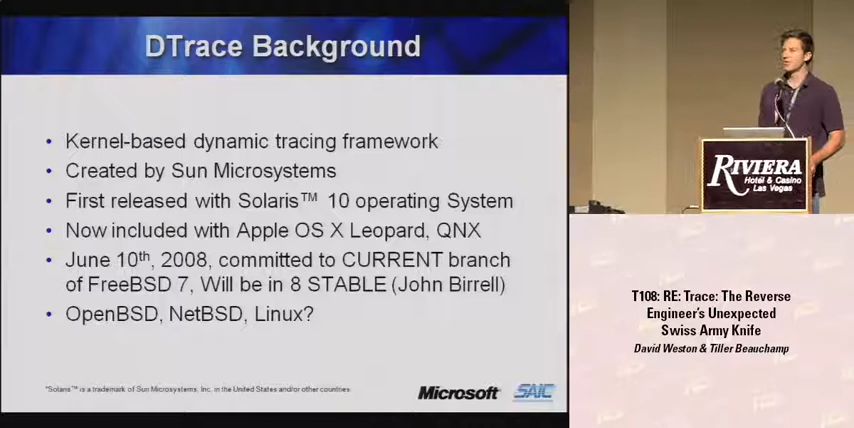 DTrace Background
• Kernel-based dynamic tracing framework
• Created by Sun Microsystems
• First released with Solaris™ 10 operating System
• Now included with Apple OS X Leopard, QNX
• June 10th, 2008, committed to CURRENT branch
of FreeBSD 7, Will be in 8 STABLE (John Birrell)
• OpenBSD, NetBSD, Linux?
*Solaris™ is a trademark of Sun Microsystems, Inc. in the United States and/or other countries
Microsoft SAIC
RIVIERA
Hotel & Casino
Las Vegas
T108: RE: Trace: The Reverse
Engineer's Unexpected
Swiss Army Knife
David Weston & Tiller Beauchamp